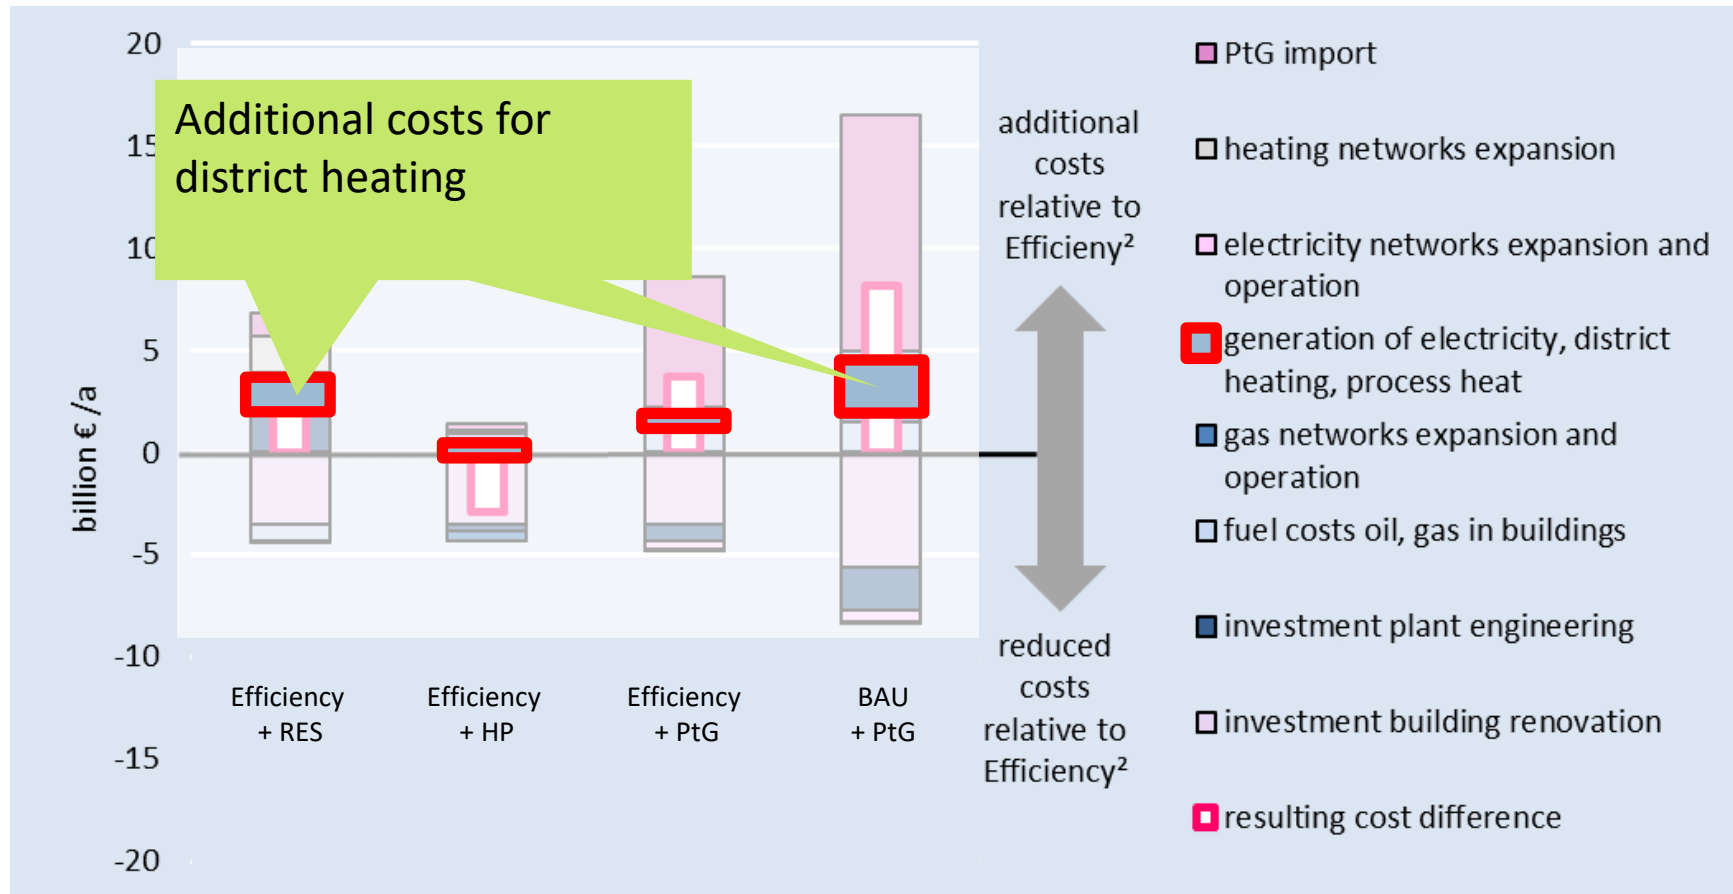 20
15
10
5
0
-5
-10
-15
-20
billion € /a
Additional costs for
district heating
Efficiency
+ RES
Efficiency
+ HP
Efficiency
+ PtG
BAU
+ PtG
additional
costs
relative to
Efficieny²
reduced
costs
relative to
Efficiency²
PtG import
heating networks expansion
electricity networks expansion and
operation
generation of electricity, district
heating, process heat
gas networks expansion and
operation
fuel costs oil, gas in buildings
investment plant engineering
investment building renovation
resulting cost difference